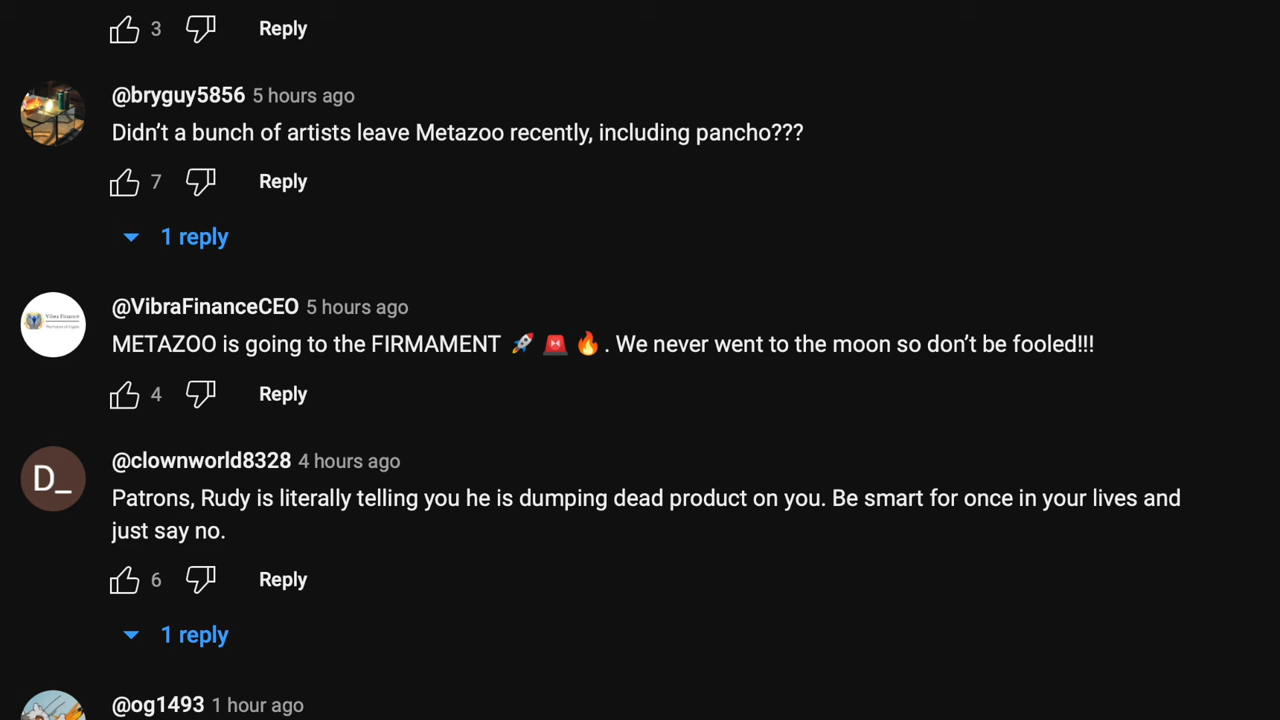 3 Reply
@bryguy5856 5 hours ago
Didn’t a bunch of artists leave Metazoo recently, including pancho???
7 Reply
1 reply
Vibra Finance
@VibraFinanceCEO 5 hours ago
METAZOO is going to the FIRMAMENT 🚀 🚨 🔥. We never went to the moon so don’t be fooled!!!
4 Reply
D_
@clownworld8328 4 hours ago
Patrons, Rudy is literally telling you he is dumping dead product on you. Be smart for once in your lives and
just say no.
6 Reply
1 reply
@og1493 1 hour ago